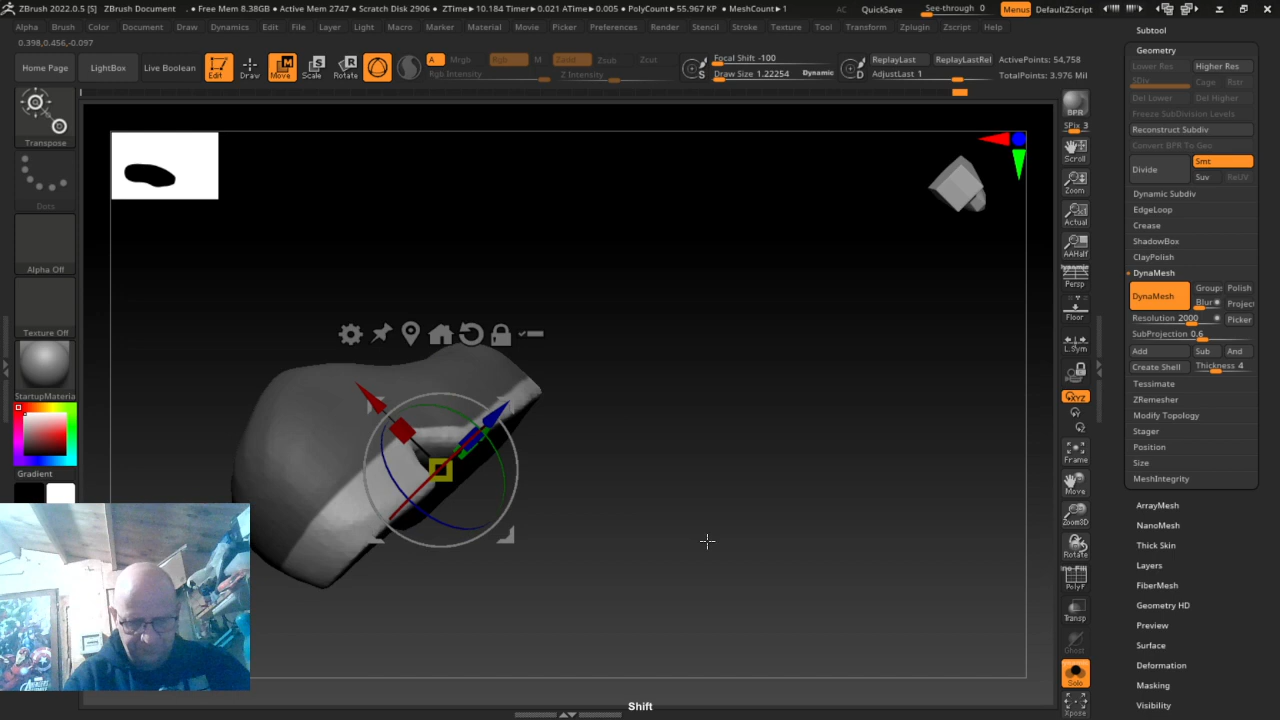 ZBrush 2022.0.5 [S]   ZBrush Document   . ● Free Mem 8.38GB ● Active Mem 2747 ● Scratch Disk 2906 ● ZTime▶10.184 Timer▶0.021 ATime▶0.005 ● PolyCount▶55.967 KP ● MeshCount▶1   AC   QuickSave   See-through 0   Menus   DefaultZScript
Alpha Brush Color Document Draw Dynamics Edit File Layer Light Macro Marker Material Movie Picker Preferences Render Stencil Stroke Texture Tool Transform Zplugin Zscript Help
0.398,0.456,-0.097
Home Page   LightBox   Live Boolean   Edit   Draw   Move   Scale   Rotate   A   Mrgb   Rgb   M   Zadd   Zsub   Zcut
Rgb Intensity   Z Intensity
Focal Shift -100
Draw Size 1.22254   Dynamic
ReplayLast   ReplayLastRel   ActivePoints: 54,758
AdjustLast 1   TotalPoints: 3.976 Mil
Transpose
Dots
Alpha Off
Texture Off
StartupMateria
Gradient
BPR
SPix 3
Scroll
Zoom
Actual
AAHalf
Dynamic
Persp
Floor
L.Sym
XYZ
Frame
Move
Zoom3D
Rotate
PolyF
Transp
Ghost
Solo
Xpose
Subtool
Geometry
Lower Res   Higher Res
SDiv   Cage   Rstr
Del Lower   Del Higher
Freeze SubDivision Levels
Reconstruct Subdiv
Convert BPR To Geo
Divide   Smt
Suv   ReUV
Dynamic Subdiv
EdgeLoop
Crease
ShadowBox
ClayPolish
DynaMesh
DynaMesh   Groups   Polish
Blur   Project
Resolution 2000   Picker
SubProjection 0.6
Add   Sub   And
Create Shell   Thickness 4
Tessimate
ZRemesher
Modify Topology
Stager
Position
Size
MeshIntegrity
ArrayMesh
NanoMesh
Thick Skin
Layers
FiberMesh
Geometry HD
Preview
Surface
Deformation
Masking
Visibility
Shift